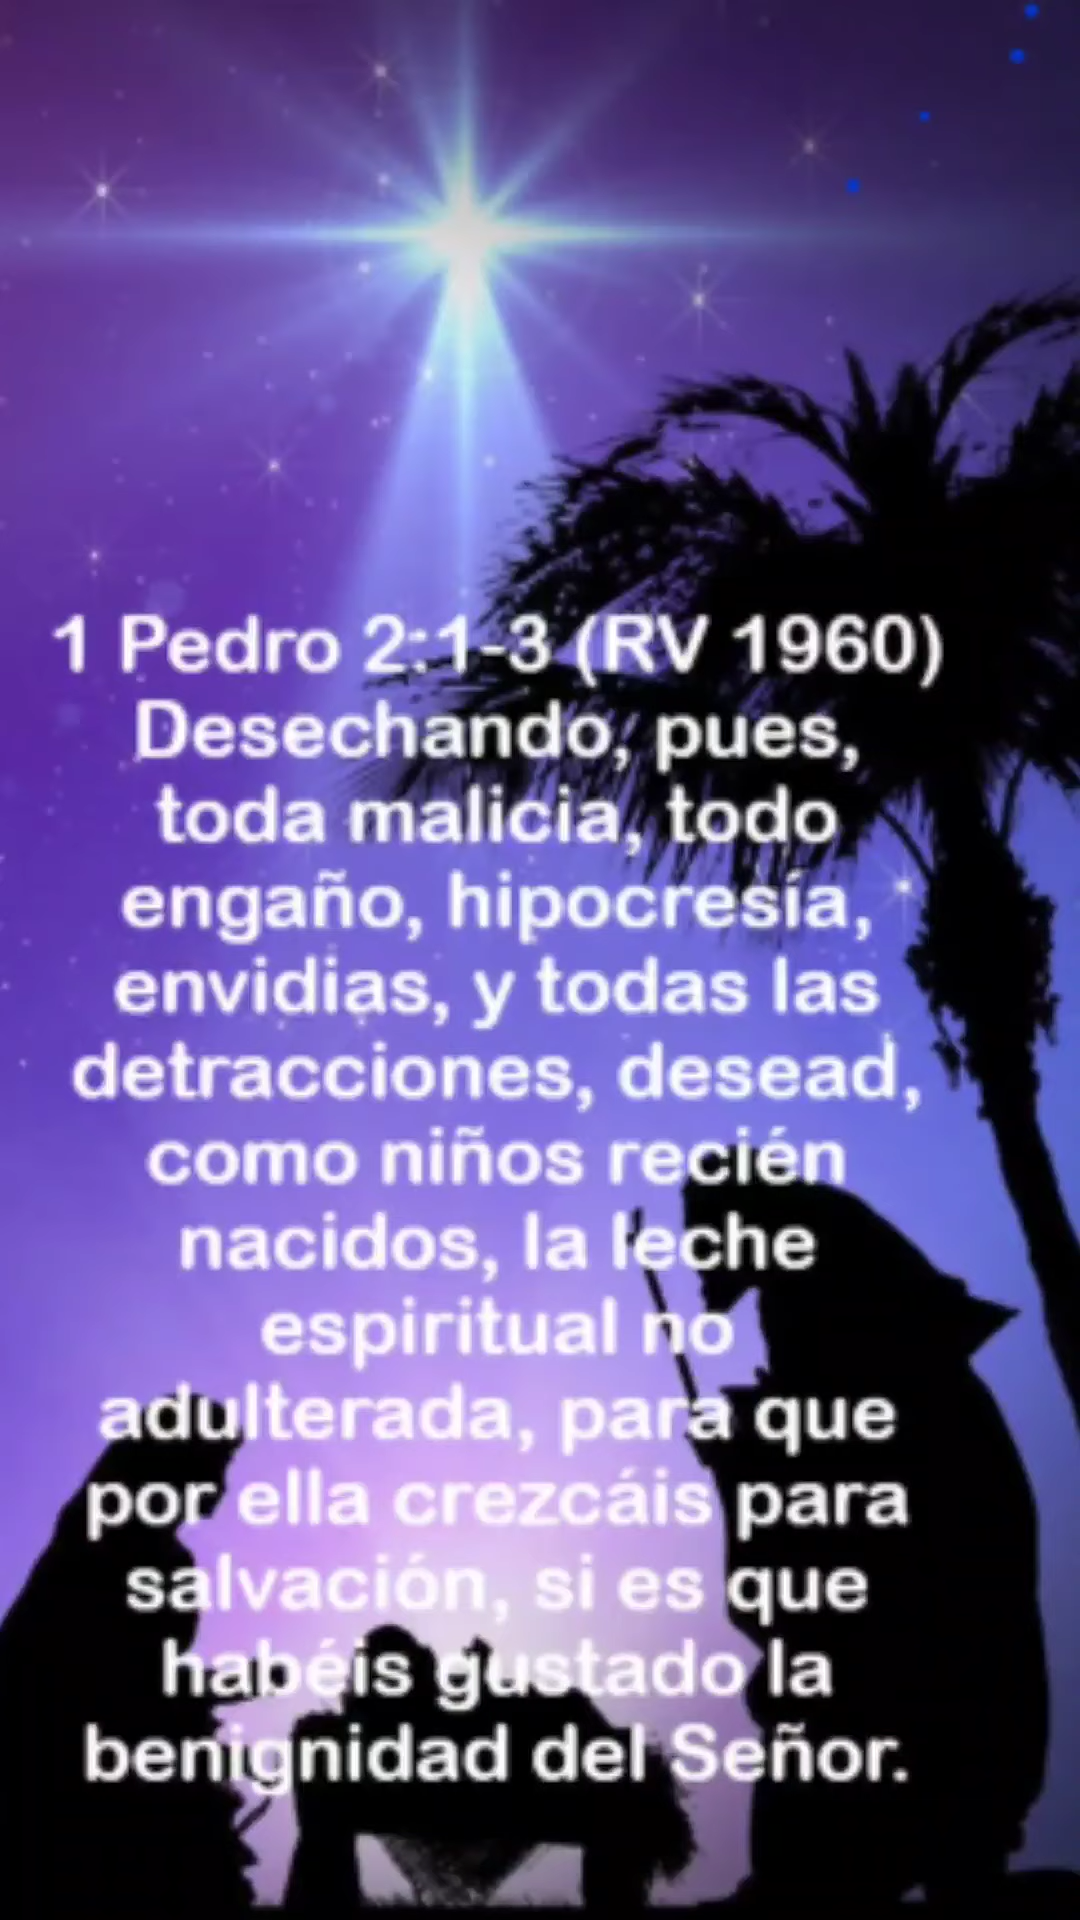 1 Pedro 2:1-3 (RV 1960)
Desechando, pues,
toda malicia, todo
engaño, hipocresía,
envidias, y todas las
detracciones, desead,
como niños recién
nacidos, la leche
espiritual no
adulterada, para que
por ella crezcáis para
salvación, si es que
habéis gustado la
benignidad del Señor.